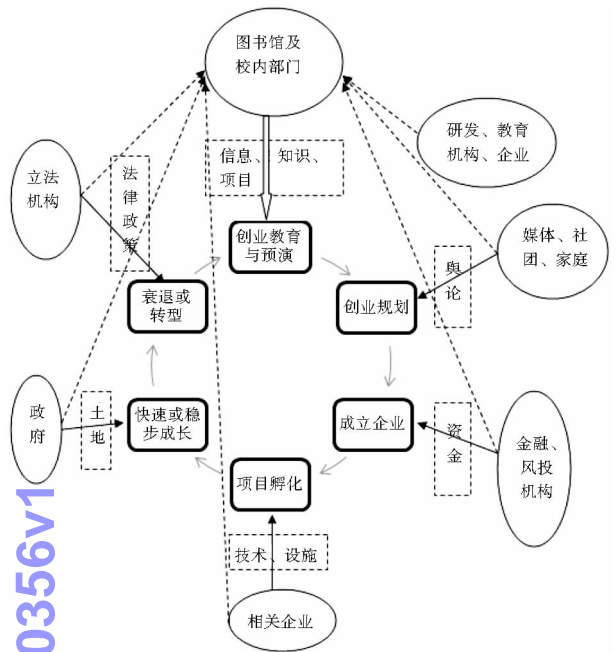 图书馆及
校内部门
研发、教育
机构、企业
立法
机构
法
律
政
策
信息、知识、
项目
创业教育
与预演
媒体、社
团、家庭
舆
论
衰退或
转型
创业规划
政
府
土
地
快速或稳
步成长
成立企业
资
金
金融、
风投
机构
项目孵化
技术、设施
相关企业
0356v1